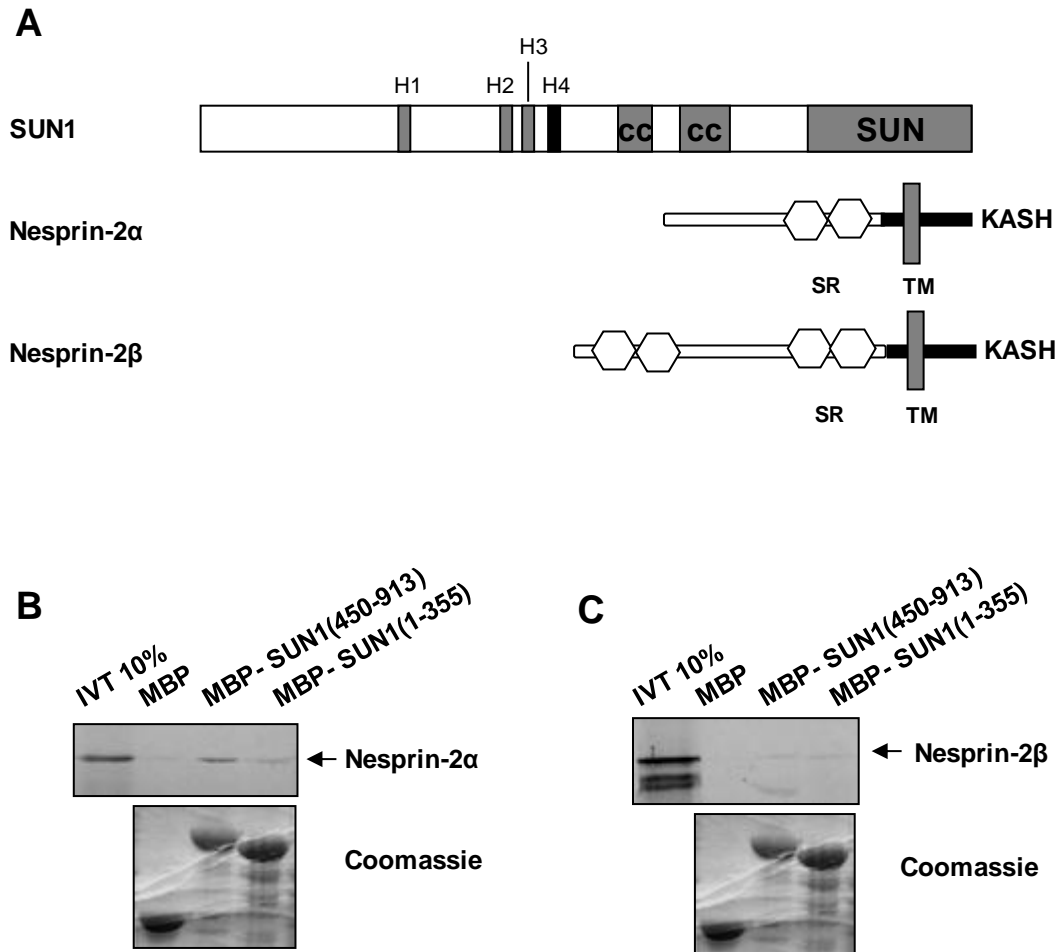 A
H3
H1 H2 H4
SUN1 cc cc SUN
Nesprin-2α KASH
SR TM
Nesprin-2β KASH
SR TM
B
IVT 10%
MBP
MBP- SUN1(450-913)
MBP- SUN1(1-355)
Nesprin-2α
Coomassie
C
IVT 10%
MBP
MBP- SUN1(450-913)
MBP- SUN1(1-355)
Nesprin-2β
Coomassie